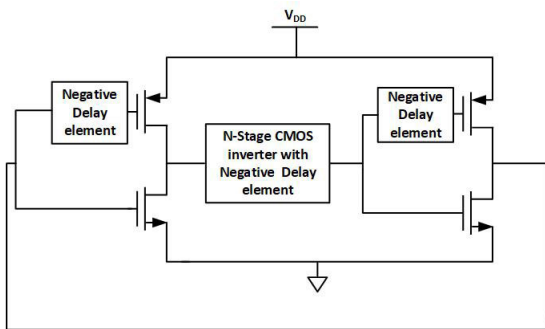 VDD
Negative
Delay
element
N-Stage CMOS
inverter with
Negative Delay
element
Negative
Delay
element